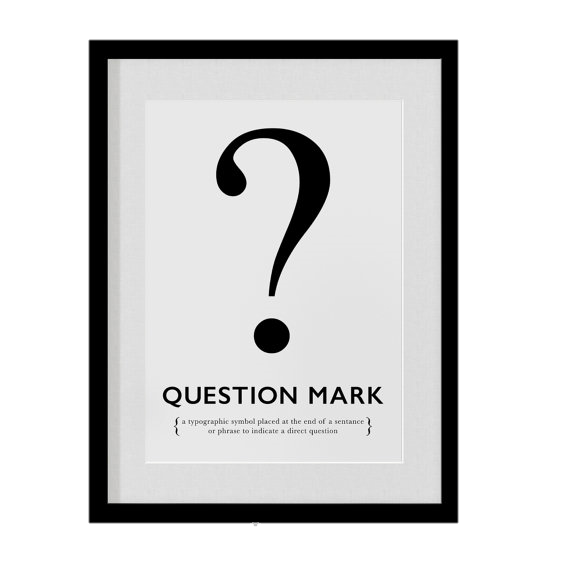 ?
QUESTION MARK
{ a typographic symbol placed at the end of a sentance
or phrase to indicate a direct question }